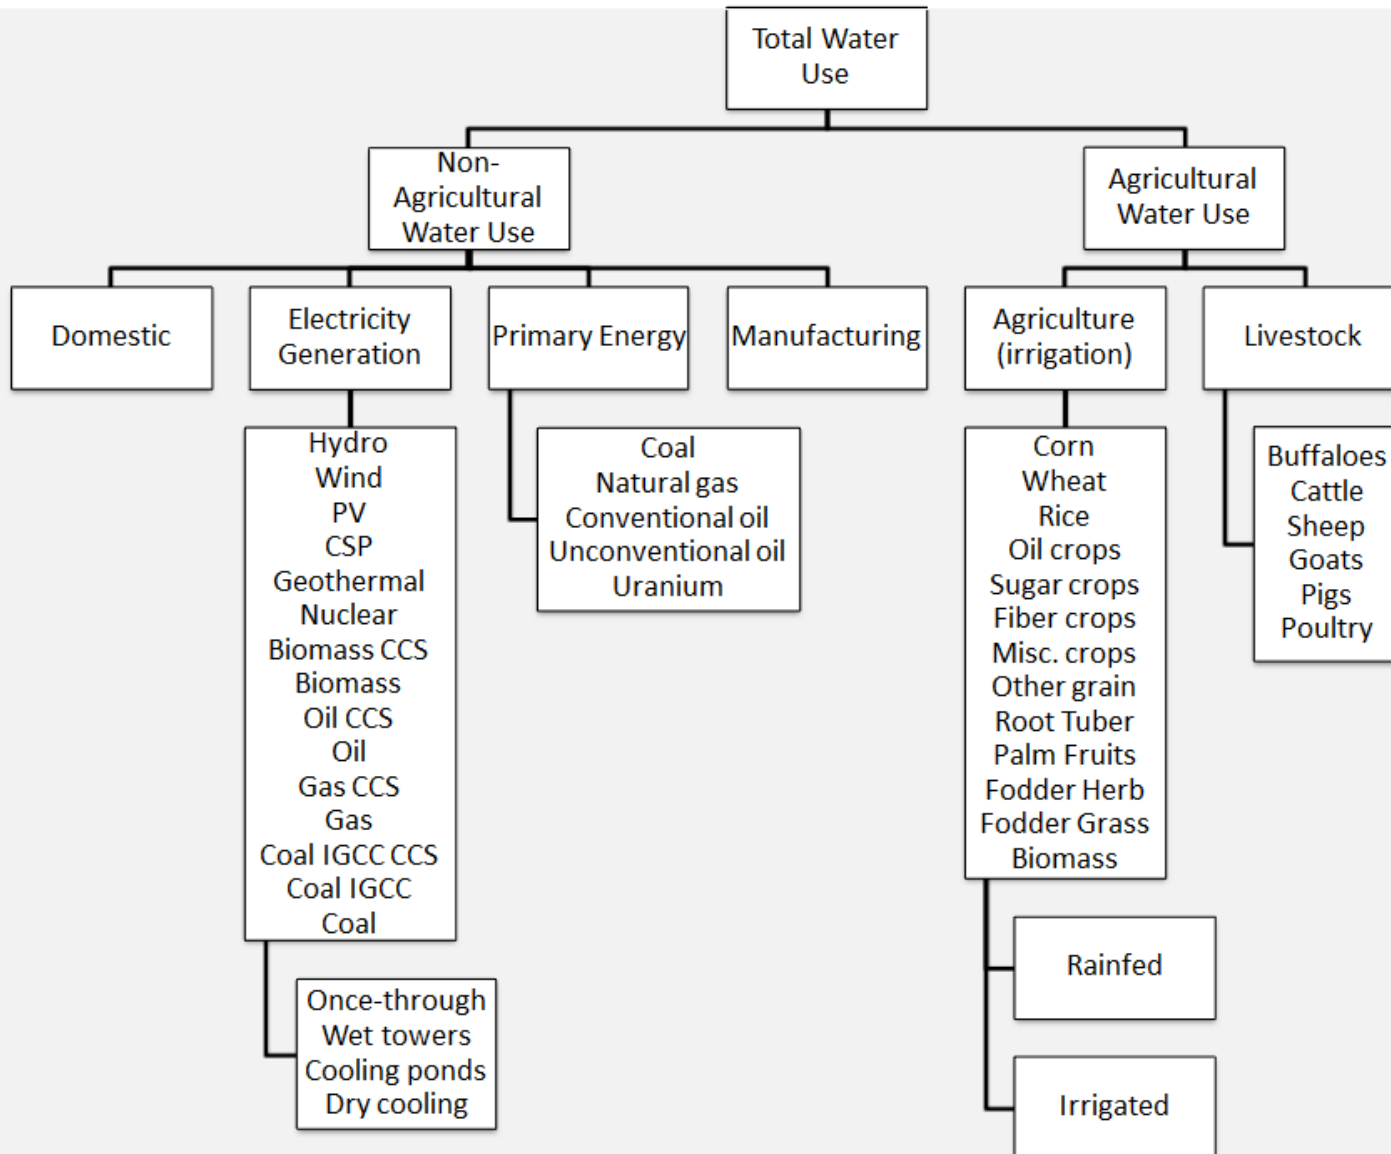 Total Water
Use
Non-
Agricultural
Water Use
Agricultural
Water Use
Domestic
Electricity
Generation
Primary Energy
Manufacturing
Agriculture
(irrigation)
Livestock
Hydro
Wind
PV
CSP
Geothermal
Nuclear
Biomass CCS
Biomass
Oil CCS
Oil
Gas CCS
Gas
Coal IGCC CCS
Coal IGCC
Coal
Coal
Natural gas
Conventional oil
Unconventional oil
Uranium
Corn
Wheat
Rice
Oil crops
Sugar crops
Fiber crops
Misc. crops
Other grain
Root Tuber
Palm Fruits
Fodder Herb
Fodder Grass
Biomass
Buffaloes
Cattle
Sheep
Goats
Pigs
Poultry
Once-through
Wet towers
Cooling ponds
Dry cooling
Rainfed
Irrigated